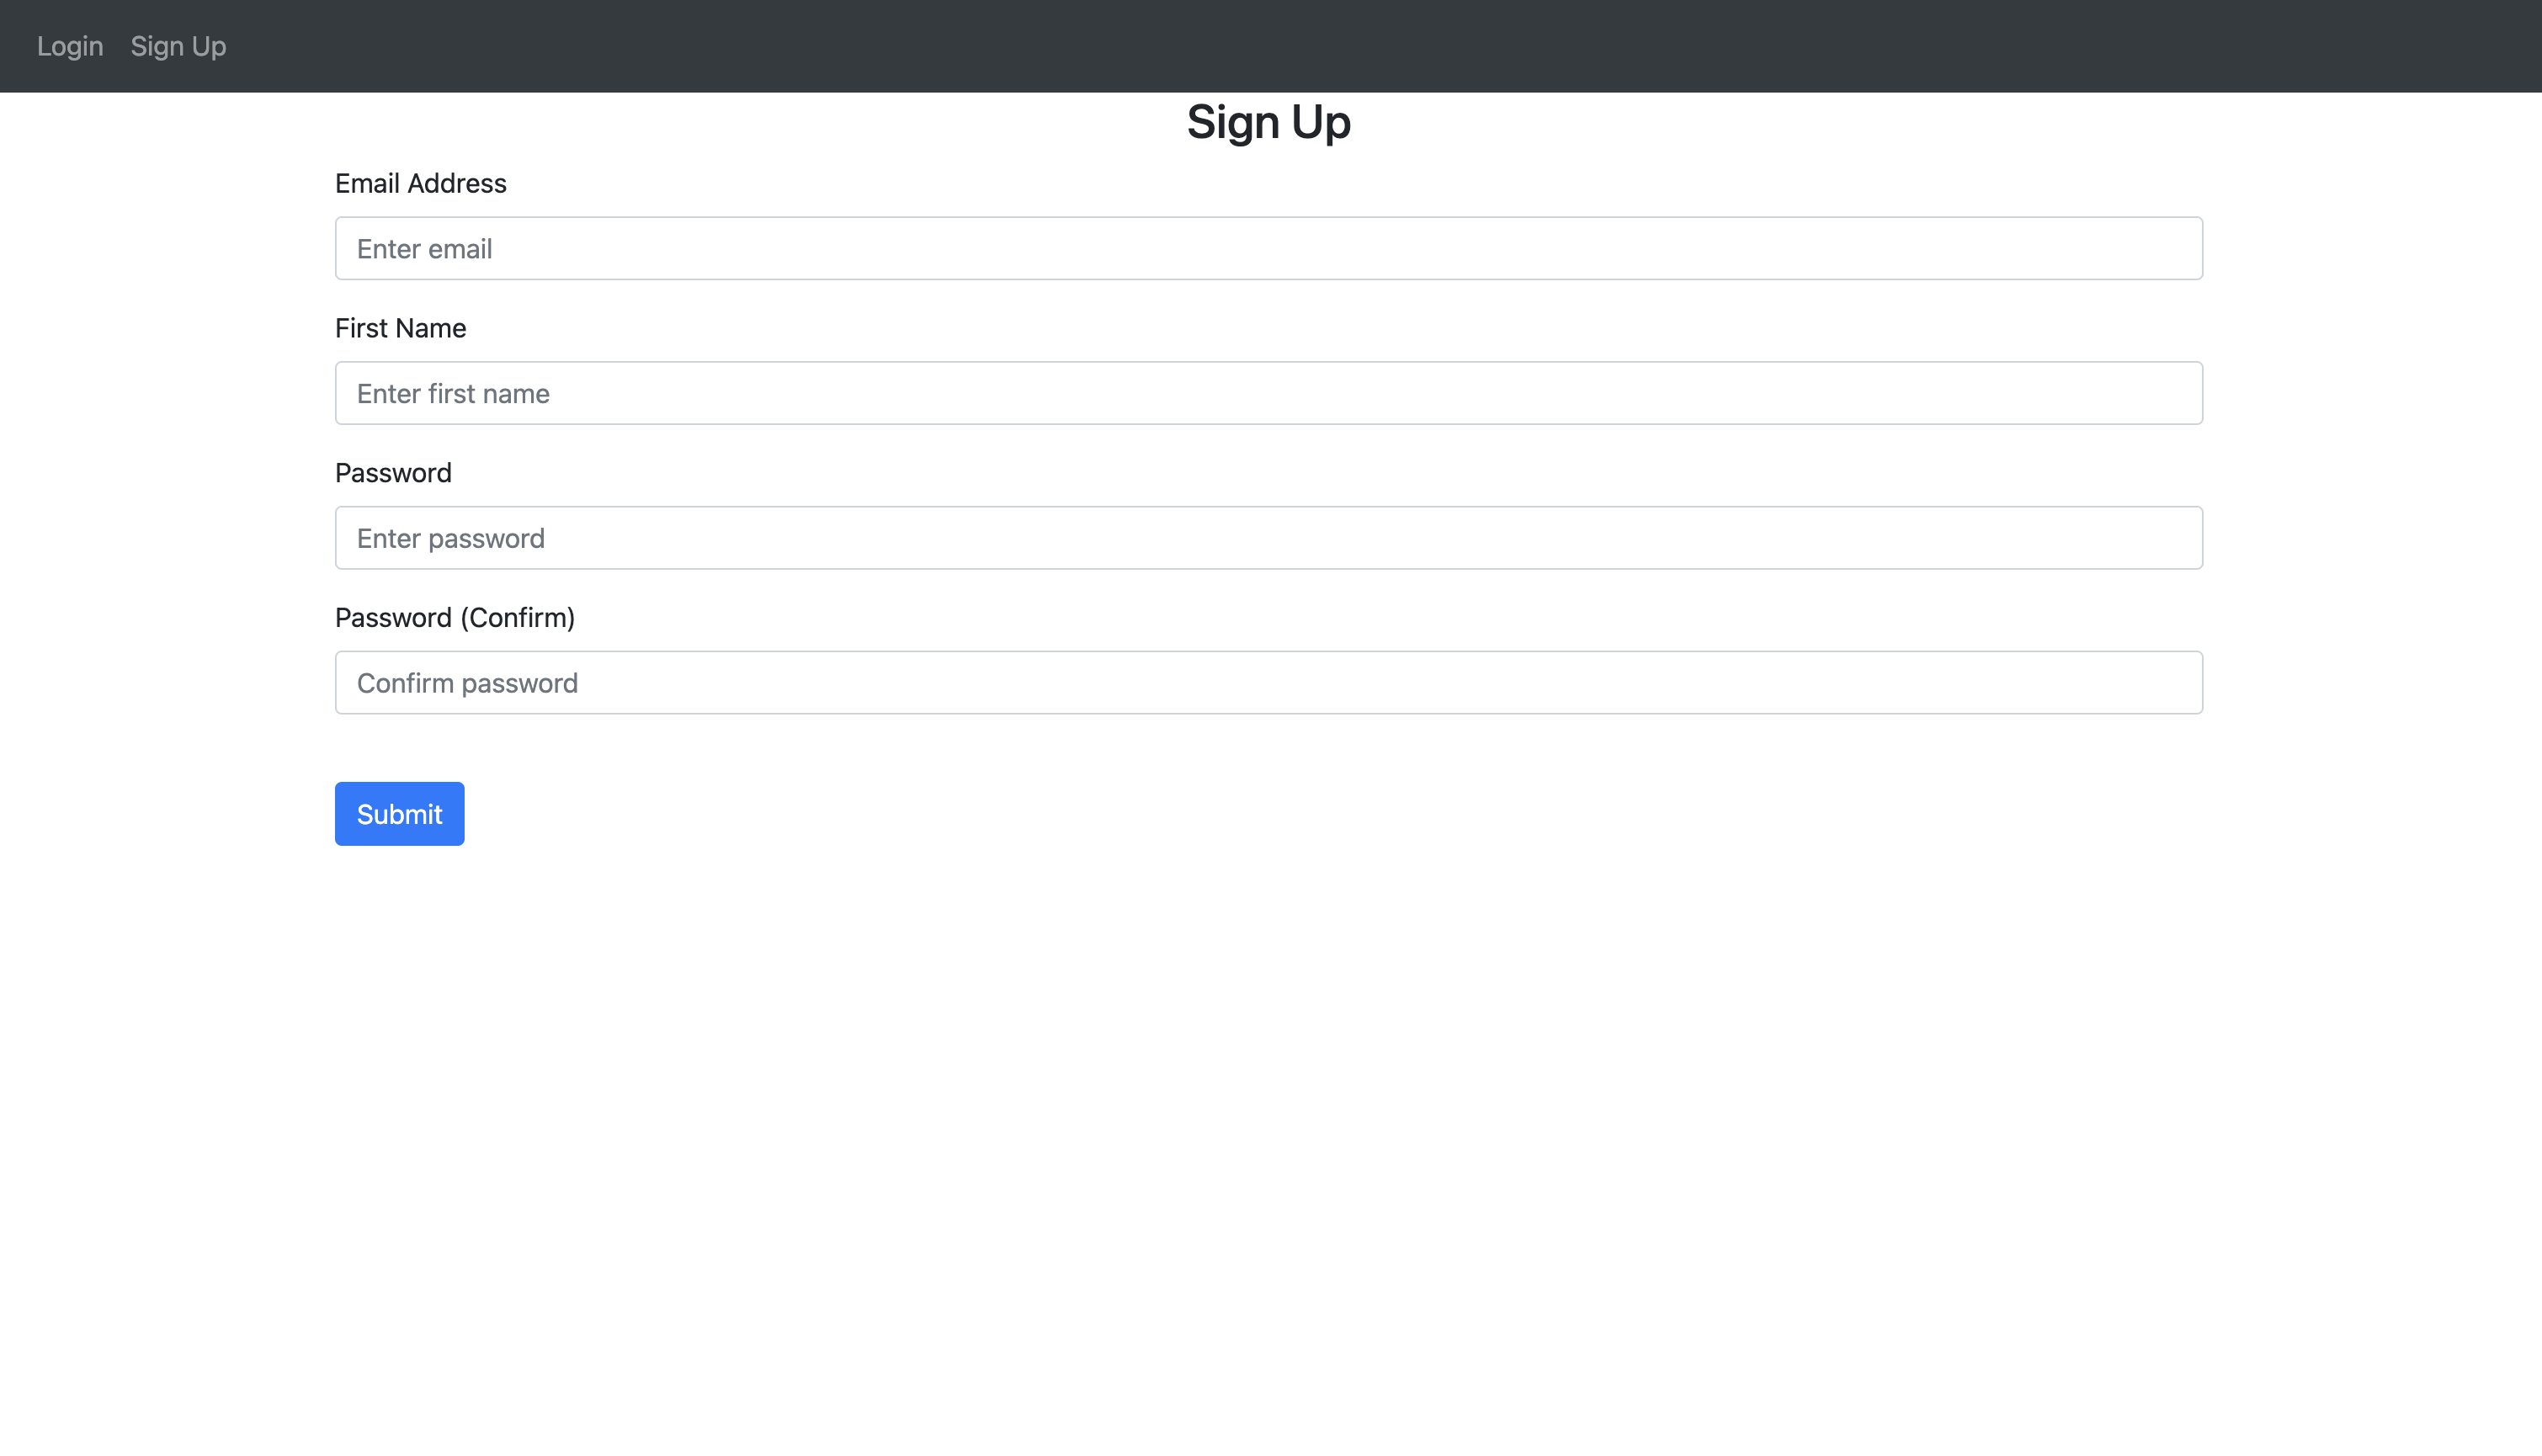 Login Sign Up
Sign Up
Email Address
Enter email
First Name
Enter first name
Password
Enter password
Password (Confirm)
Confirm password
Submit